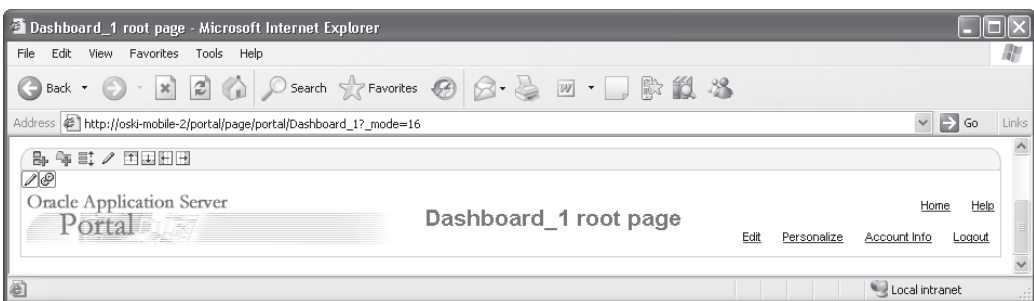 Dashboard_1 root page - Microsoft Internet Explorer
File Edit View Favorites Tools Help
Back Search Favorites
Address http://oski-mobile-2/portal/page/portal/Dashboard_1?_mode=16 Go Links
Oracle Application Server
Portal
Dashboard_1 root page
Home Help
Edit Personalize Account Info Logout
Local intranet